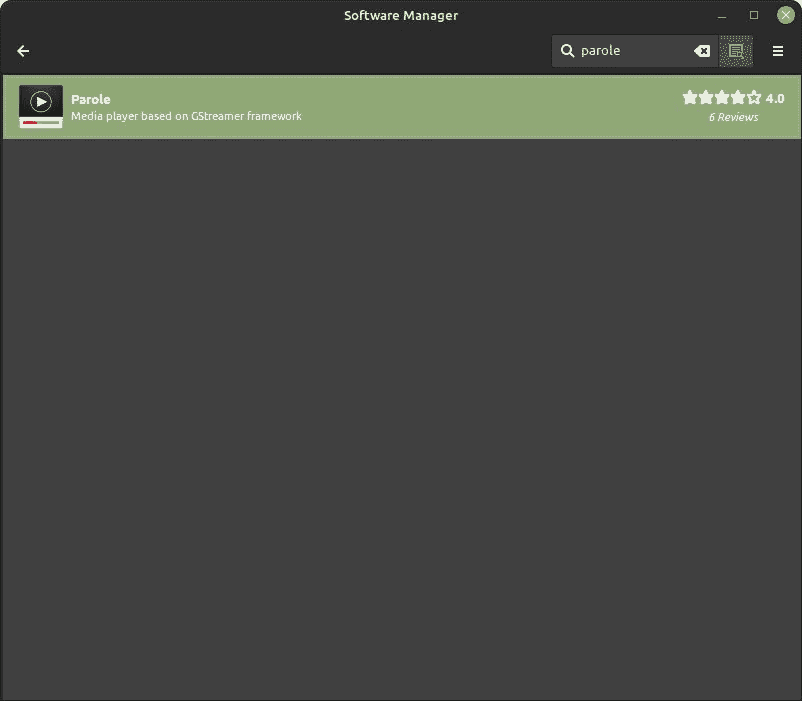 Software Manager
parole
Parole
4.0
Media player based on GStreamer framework
6 Reviews